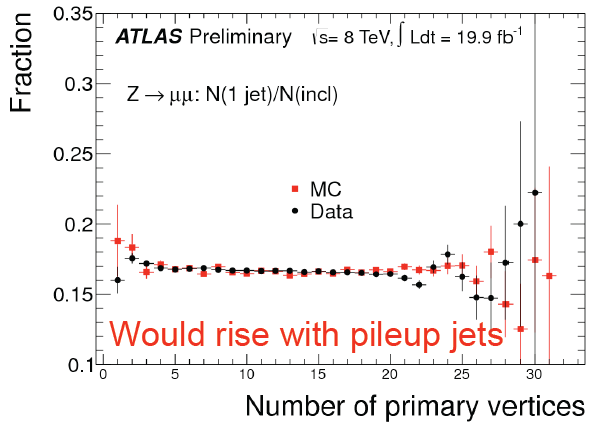 Fraction
0.35
0.3
0.25
0.2
0.15
0.1
ATLAS Preliminary √s= 8 TeV, ∫ Ldt = 19.9 fb⁻¹
Z → μμ: N(1 jet)/N(incl)
MC
Data
Would rise with pileup jets
0 5 10 15 20 25 30
Number of primary vertices